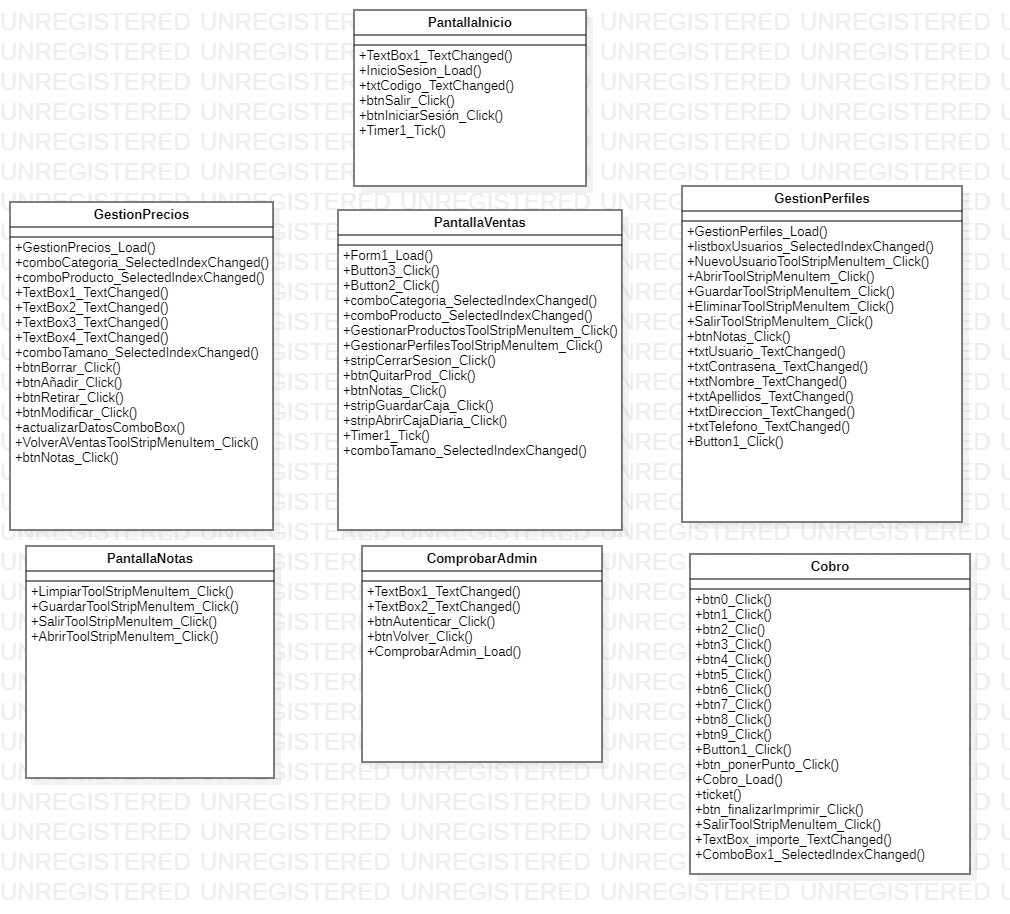 PantallaInicio
+TextBox1_TextChanged()
+InicioSesion_Load()
+txtCodigo_TextChanged()
+btnSalir_Click()
+btnIniciarSesión_Click()
+Timer1_Tick()
GestionPrecios
+GestionPrecios_Load()
+comboCategoria_SelectedIndexChanged()
+comboProducto_SelectedIndexChanged()
+TextBox1_TextChanged()
+TextBox2_TextChanged()
+TextBox3_TextChanged()
+TextBox4_TextChanged()
+comboTamano_SelectedIndexChanged()
+btnBorrar_Click()
+btnAñadir_Click()
+btnRetirar_Click()
+btnModificar_Click()
+actualizarDatosComboBox()
+VolverAVentasToolStripMenuItem_Click()
+btnNotas_Click()
PantallaVentas
+Form1_Load()
+Button3_Click()
+Button2_Click()
+comboCategoria_SelectedIndexChanged()
+comboProducto_SelectedIndexChanged()
+GestionarProductosToolStripMenuItem_Click()
+GestionarPerfilesToolStripMenuItem_Click()
+stripCerrarSesion_Click()
+btnQuitarProd_Click()
+btnNotas_Click()
+stripGuardarCaja_Click()
+stripAbrirCajaDiaria_Click()
+Timer1_Tick()
+comboTamano_SelectedIndexChanged()
GestionPerfiles
+GestionPerfiles_Load()
+listboxUsuarios_SelectedIndexChanged()
+NuevoUsuarioToolStripMenuItem_Click()
+AbrirToolStripMenuItem_Click()
+GuardarToolStripMenuItem_Click()
+EliminarToolStripMenuItem_Click()
+SalirToolStripMenuItem_Click()
+btnNotas_Click()
+txtUsuario_TextChanged()
+txtContrasena_TextChanged()
+txtNombre_TextChanged()
+txtApellidos_TextChanged()
+txtDireccion_TextChanged()
+txtTelefono_TextChanged()
+Button1_Click()
PantallaNotas
+LimpiarToolStripMenuItem_Click()
+GuardarToolStripMenuItem_Click()
+SalirToolStripMenuItem_Click()
+AbrirToolStripMenuItem_Click()
ComprobarAdmin
+TextBox1_TextChanged()
+TextBox2_TextChanged()
+btnAutenticar_Click()
+btnVolver_Click()
+ComprobarAdmin_Load()
Cobro
+btn0_Click()
+btn1_Click()
+btn2_Clic()
+btn3_Click()
+btn4_Click()
+btn5_Click()
+btn6_Click()
+btn7_Click()
+btn8_Click()
+btn9_Click()
+Button1_Click()
+btn_ponerPunto_Click()
+Cobro_Load()
+ticket()
+btn_finalizarImprimir_Click()
+SalirToolStripMenuItem_Click()
+TextBox_importe_TextChanged()
+ComboBox1_SelectedIndexChanged()